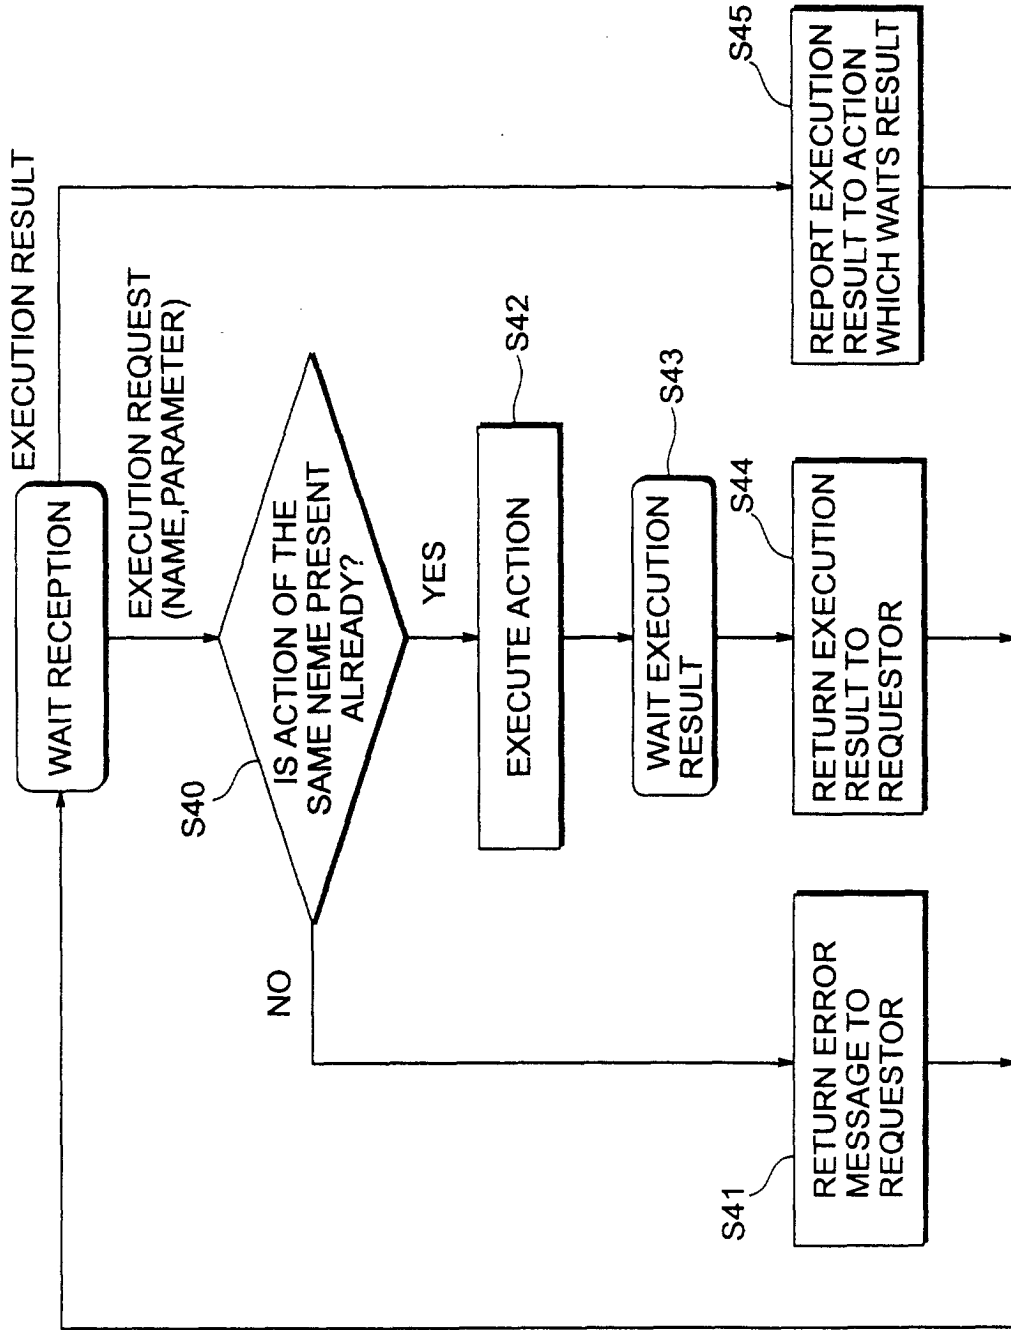 WAIT RECEPTION
EXECUTION RESULT
EXECUTION REQUEST
(NAME,PARAMETER)
S40
IS ACTION OF THE
SAME NEME PRESENT
ALREADY?
NO
YES
S42
EXECUTE ACTION
S43
WAIT EXECUTION
RESULT
S41
RETURN ERROR
MESSAGE TO
REQUESTOR
S44
RETURN EXECUTION
RESULT TO
REQUESTOR
S45
REPORT EXECUTION
RESULT TO ACTION
WHICH WAITS RESULT